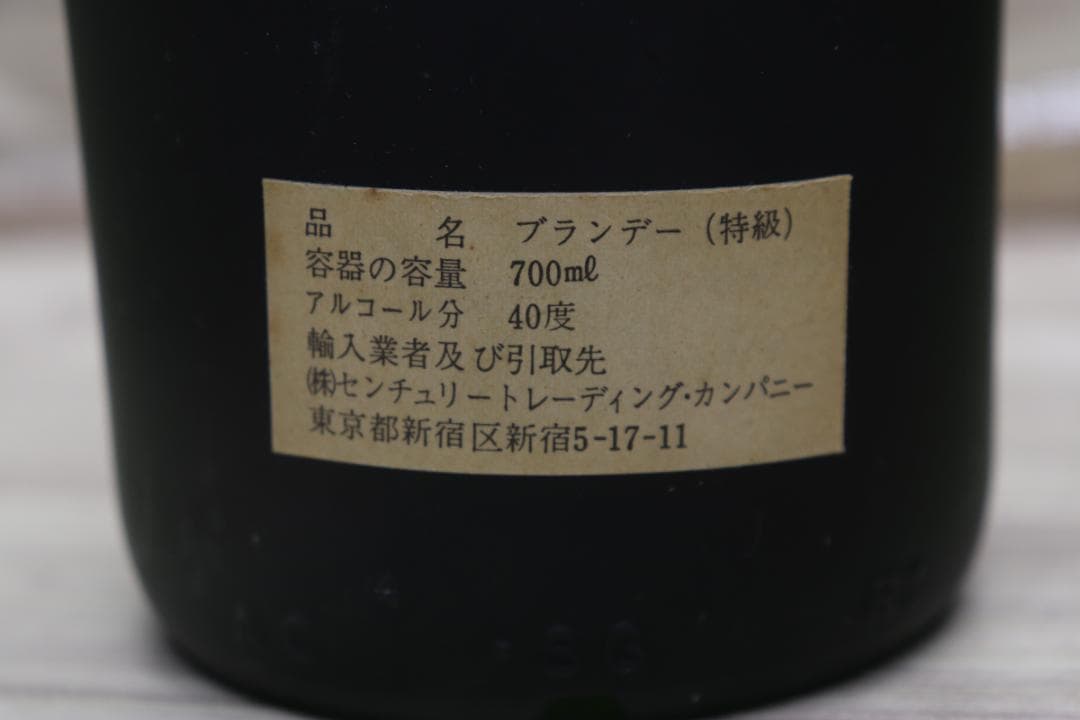 品名 ブランデー（特級）
容器の容量 700mℓ
アルコール分 40度
輸入業者及び引取先
㈱センチュリートレーディング・カンパニー
東京都新宿区新宿5-17-11